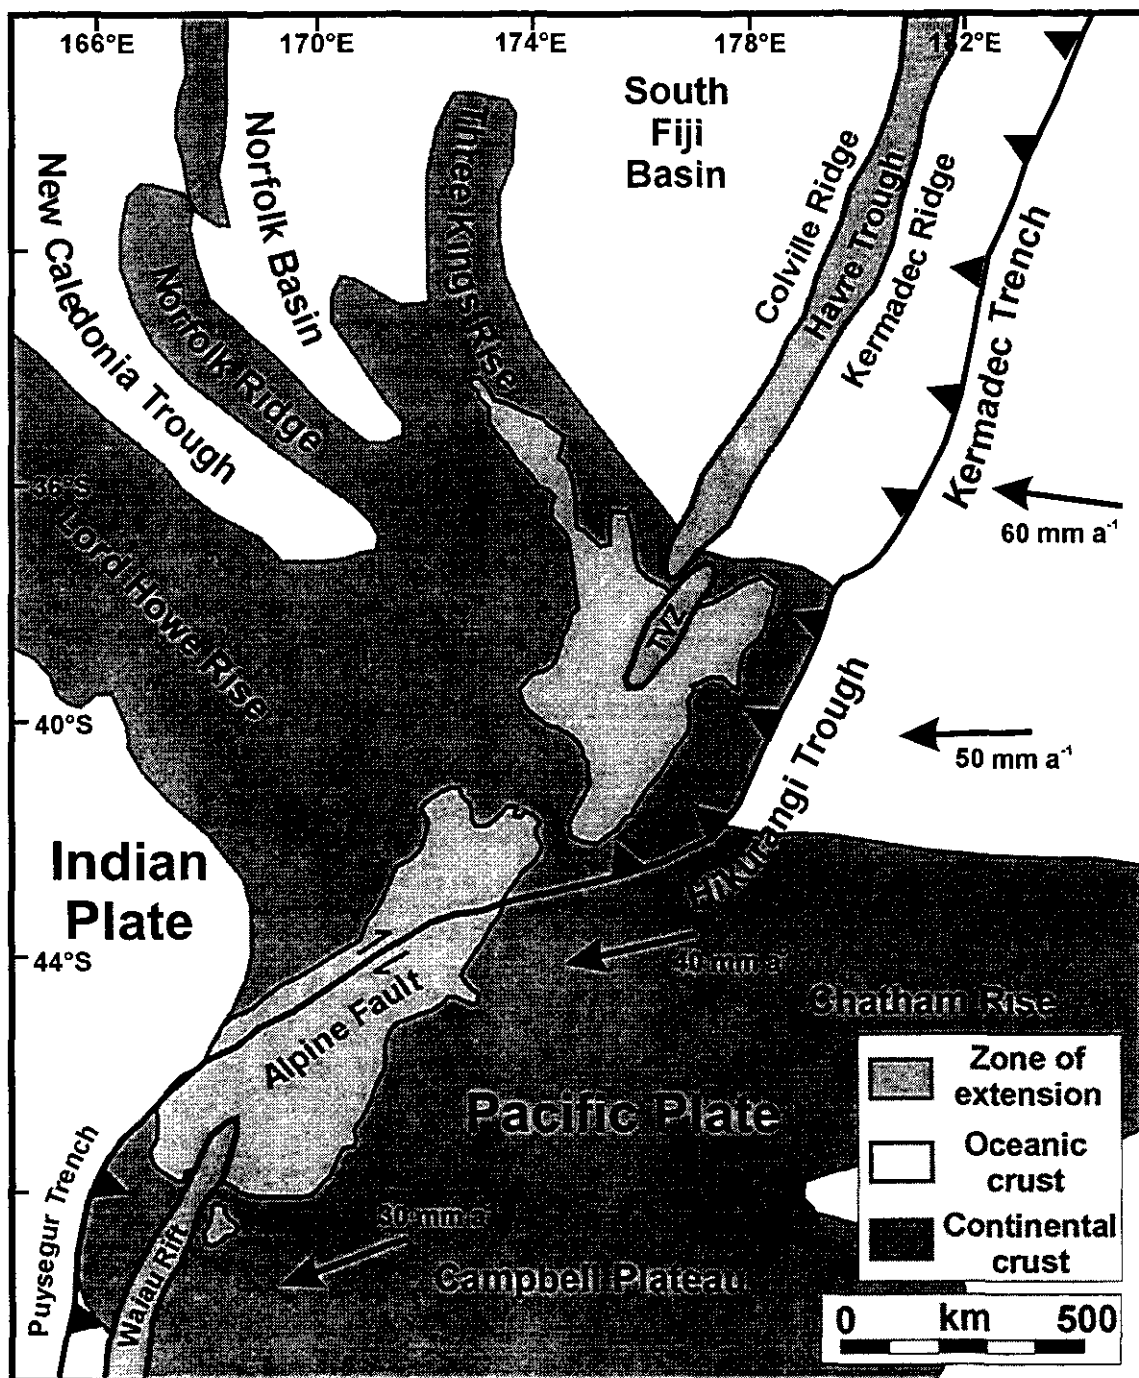 166°E
170°E
174°E
178°E
182°E
South
Fiji
Basin
Norfolk
Basin
Three Kings Rise
New Caledonia Trough
Norfolk Ridge
Colville Ridge
Havre Trough
Kermadec Ridge
Kermadec Trench
36°S
Lord Howe Rise
60 mm a⁻¹
TVZ
40°S
Hikurangi Trough
50 mm a⁻¹
Indian
Plate
44°S
40 mm a
Chatham Rise
Alpine Fault
Pacific Plate
Puysegur Trench
Waiau Rift
30 mm a
Campbell Plateau
Zone of
extension
Oceanic
crust
Continental
crust
0 km 500